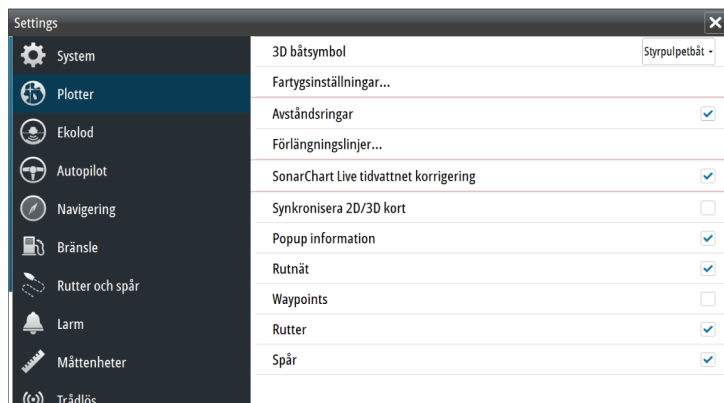 Settings
System
Plotter
Ekolod
Autopilot
Navigering
Bränsle
Rutter och spår
Larm
Måttenheter
Trådlös
3D båtsymbol
Styrpulpetbåt
Fartygsinställningar...
Avståndsringar
Förlängningslinjer...
SonarChart Live tidvattnet korrigering
Synkronisera 2D/3D kort
Popup information
Rutnät
Waypoints
Rutter
Spår